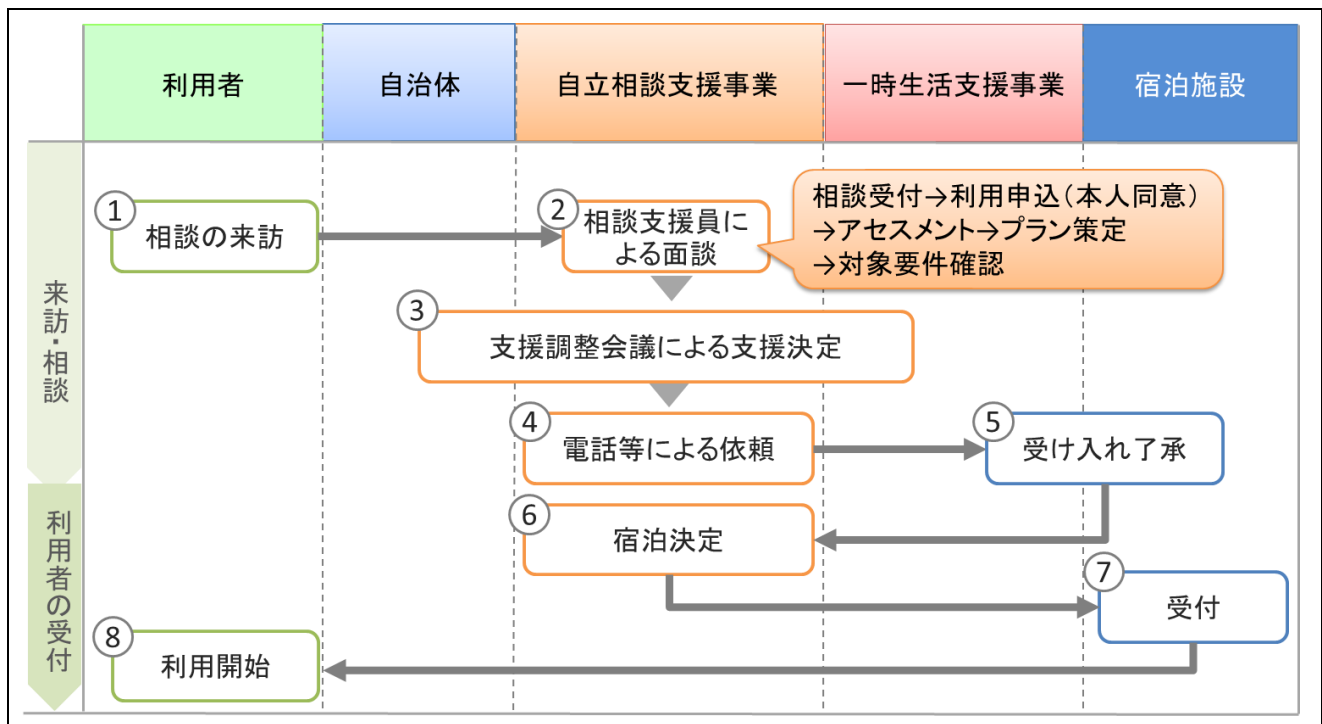 利用者
自治体
自立相談支援事業
一時生活支援事業
宿泊施設
来訪・相談
①
相談の来訪
②
相談支援員に
よる面談
相談受付→利用申込（本人同意）
→アセスメント→プラン策定
→対象要件確認
③
支援調整会議による支援決定
④
電話等による依頼
⑤
受け入れ了承
利用者の受付
⑥
宿泊決定
⑦
受付
⑧
利用開始